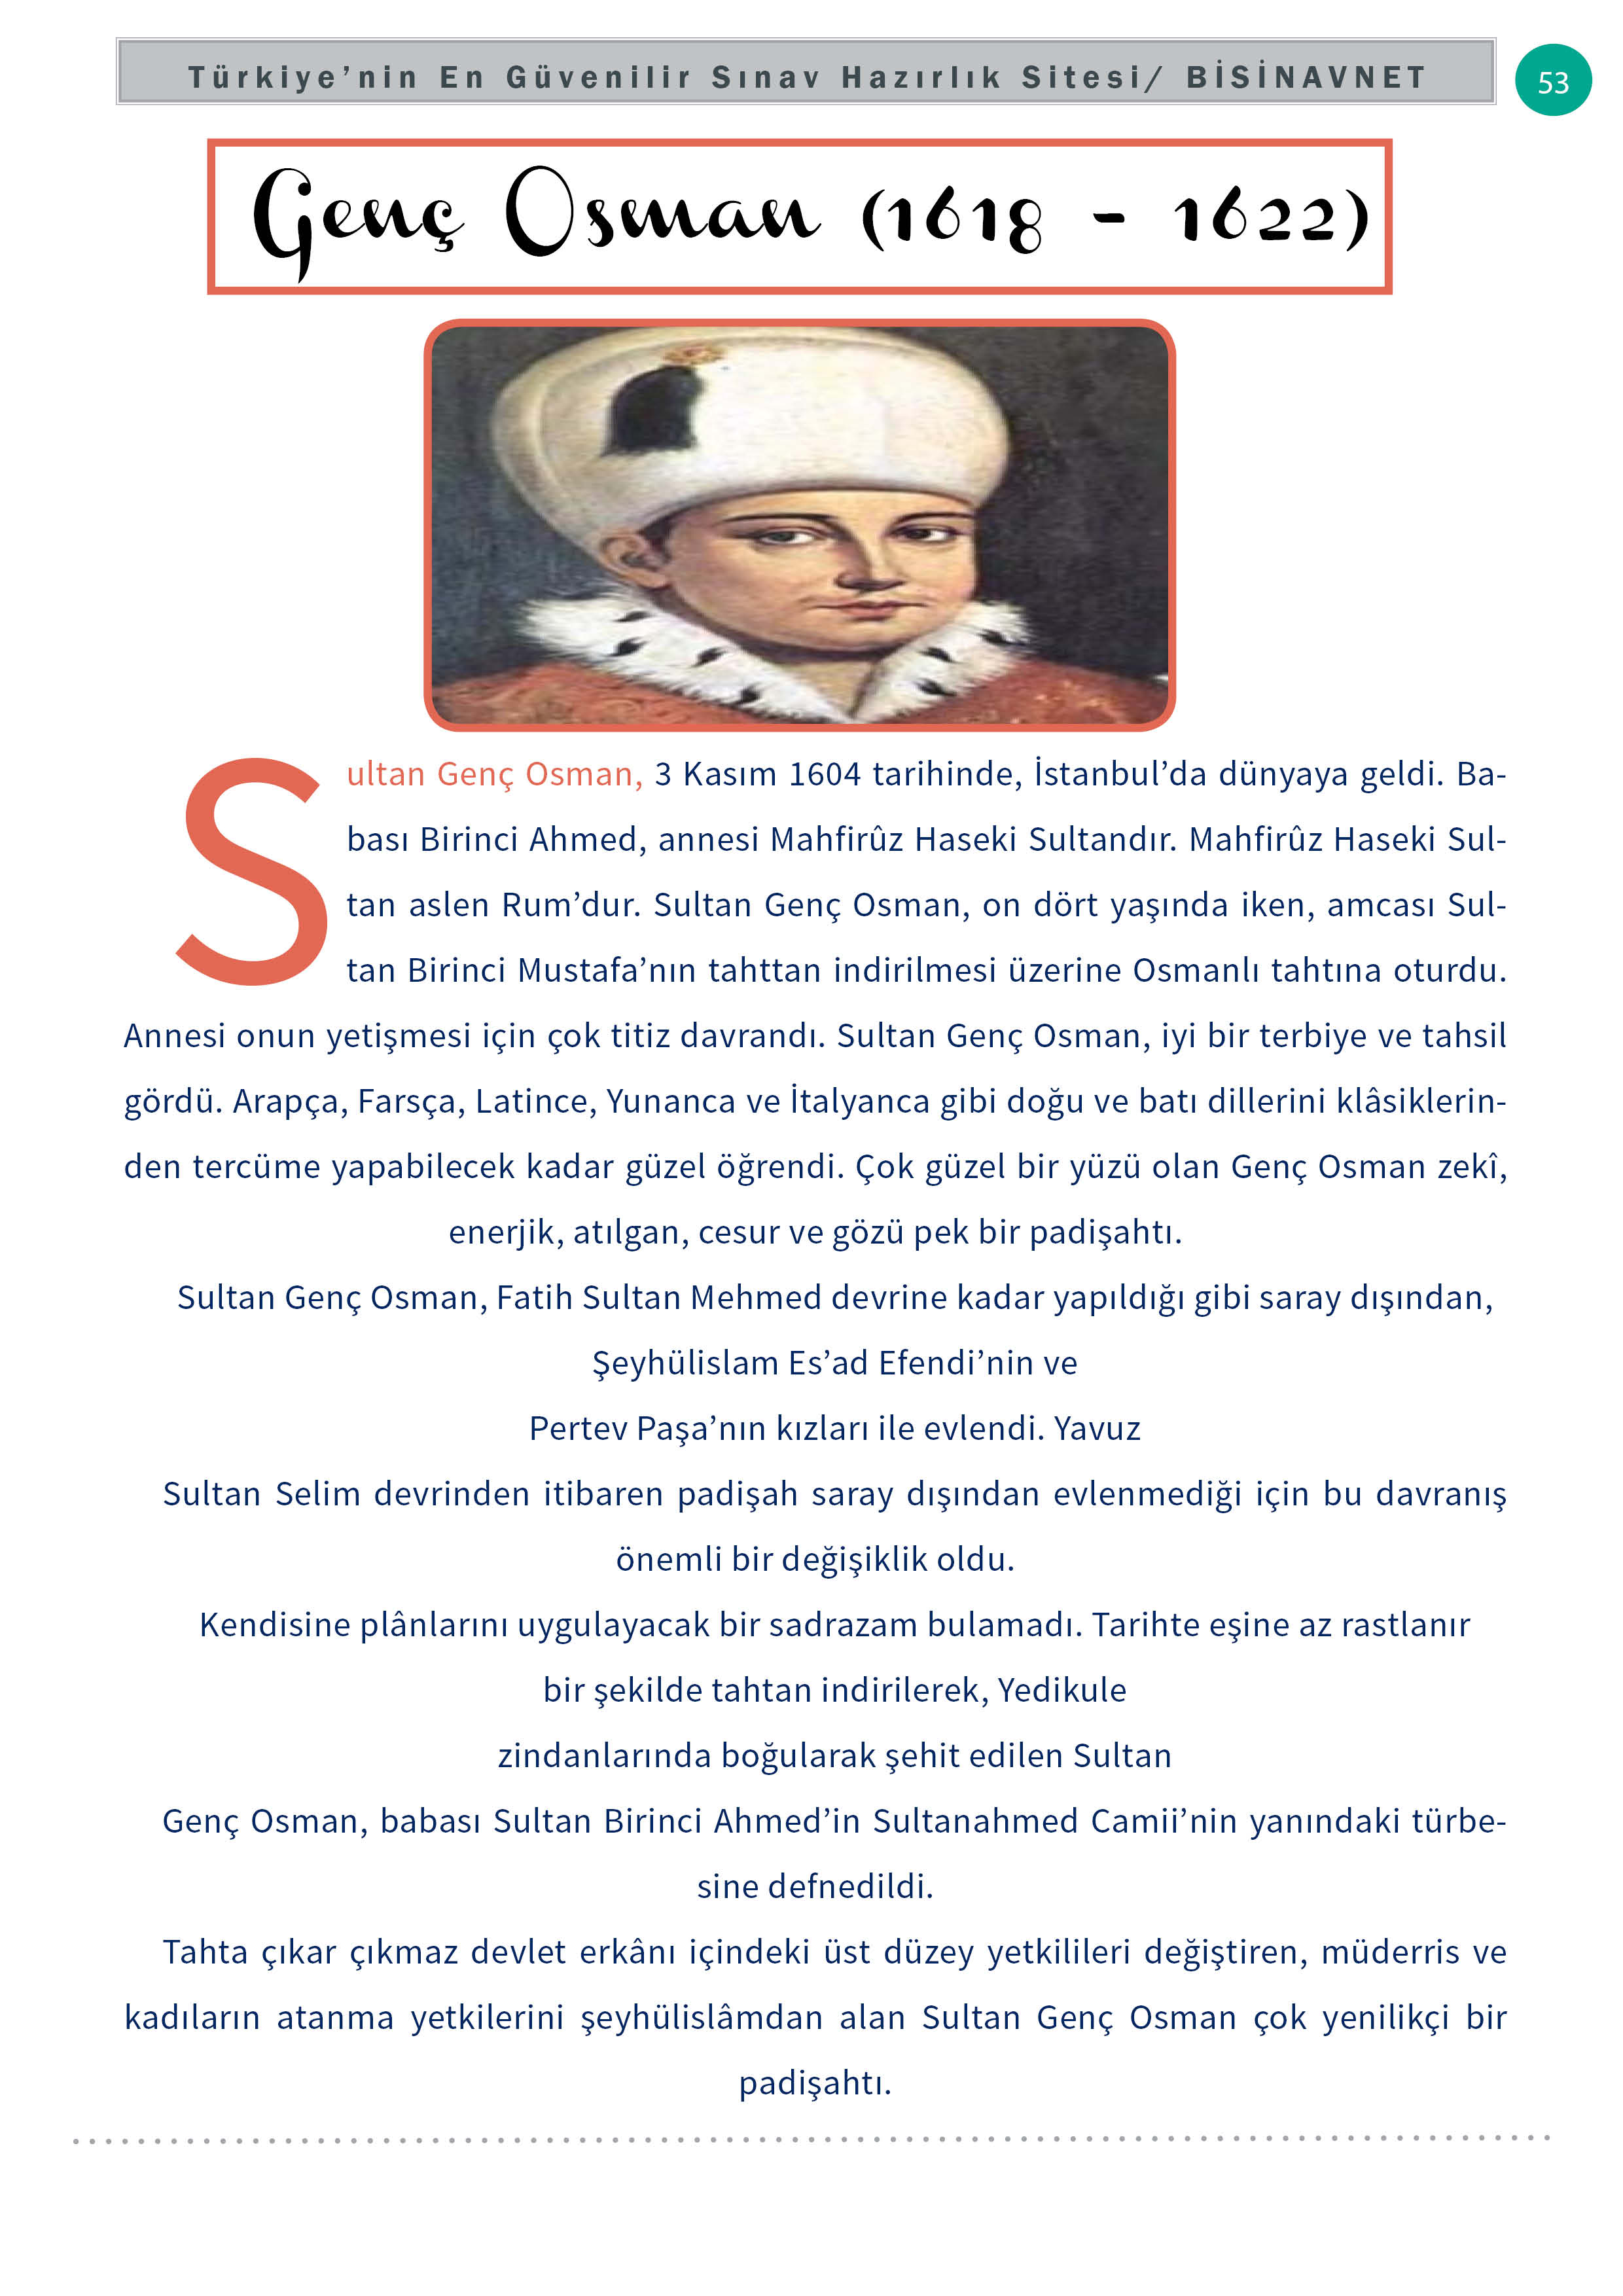 Türkiye’nin En Güvenilir Sınav Hazırlık Sitesi/ BİSİNAVNET
53
Genç Osman (1618 - 1622)
Sultan Genç Osman, 3 Kasım 1604 tarihinde, İstanbul’da dünyaya geldi. Ba-
bası Birinci Ahmed, annesi Mahfirûz Haseki Sultandır. Mahfirûz Haseki Sul-
tan aslen Rum’dur. Sultan Genç Osman, on dört yaşında iken, amcası Sul-
tan Birinci Mustafa’nın tahttan indirilmesi üzerine Osmanlı tahtına oturdu.
Annesi onun yetişmesi için çok titiz davrandı. Sultan Genç Osman, iyi bir terbiye ve tahsil
gördü. Arapça, Farsça, Latince, Yunanca ve İtalyanca gibi doğu ve batı dillerini klâsiklerin-
den tercüme yapabilecek kadar güzel öğrendi. Çok güzel bir yüzü olan Genç Osman zekî,
enerjik, atılgan, cesur ve gözü pek bir padişahtı.
Sultan Genç Osman, Fatih Sultan Mehmed devrine kadar yapıldığı gibi saray dışından,
Şeyhülislam Es’ad Efendi’nin ve
Pertev Paşa’nın kızları ile evlendi. Yavuz
Sultan Selim devrinden itibaren padişah saray dışından evlenmediği için bu davranış
önemli bir değişiklik oldu.
Kendisine plânlarını uygulayacak bir sadrazam bulamadı. Tarihte eşine az rastlanır
bir şekilde tahtan indirilerek, Yedikule
zindanlarında boğularak şehit edilen Sultan
Genç Osman, babası Sultan Birinci Ahmed’in Sultanahmed Camii’nin yanındaki türbe-
sine defnedildi.
Tahta çıkar çıkmaz devlet erkânı içindeki üst düzey yetkilileri değiştiren, müderris ve
kadıların atanma yetkilerini şeyhülislâmdan alan Sultan Genç Osman çok yenilikçi bir
padişahtı.